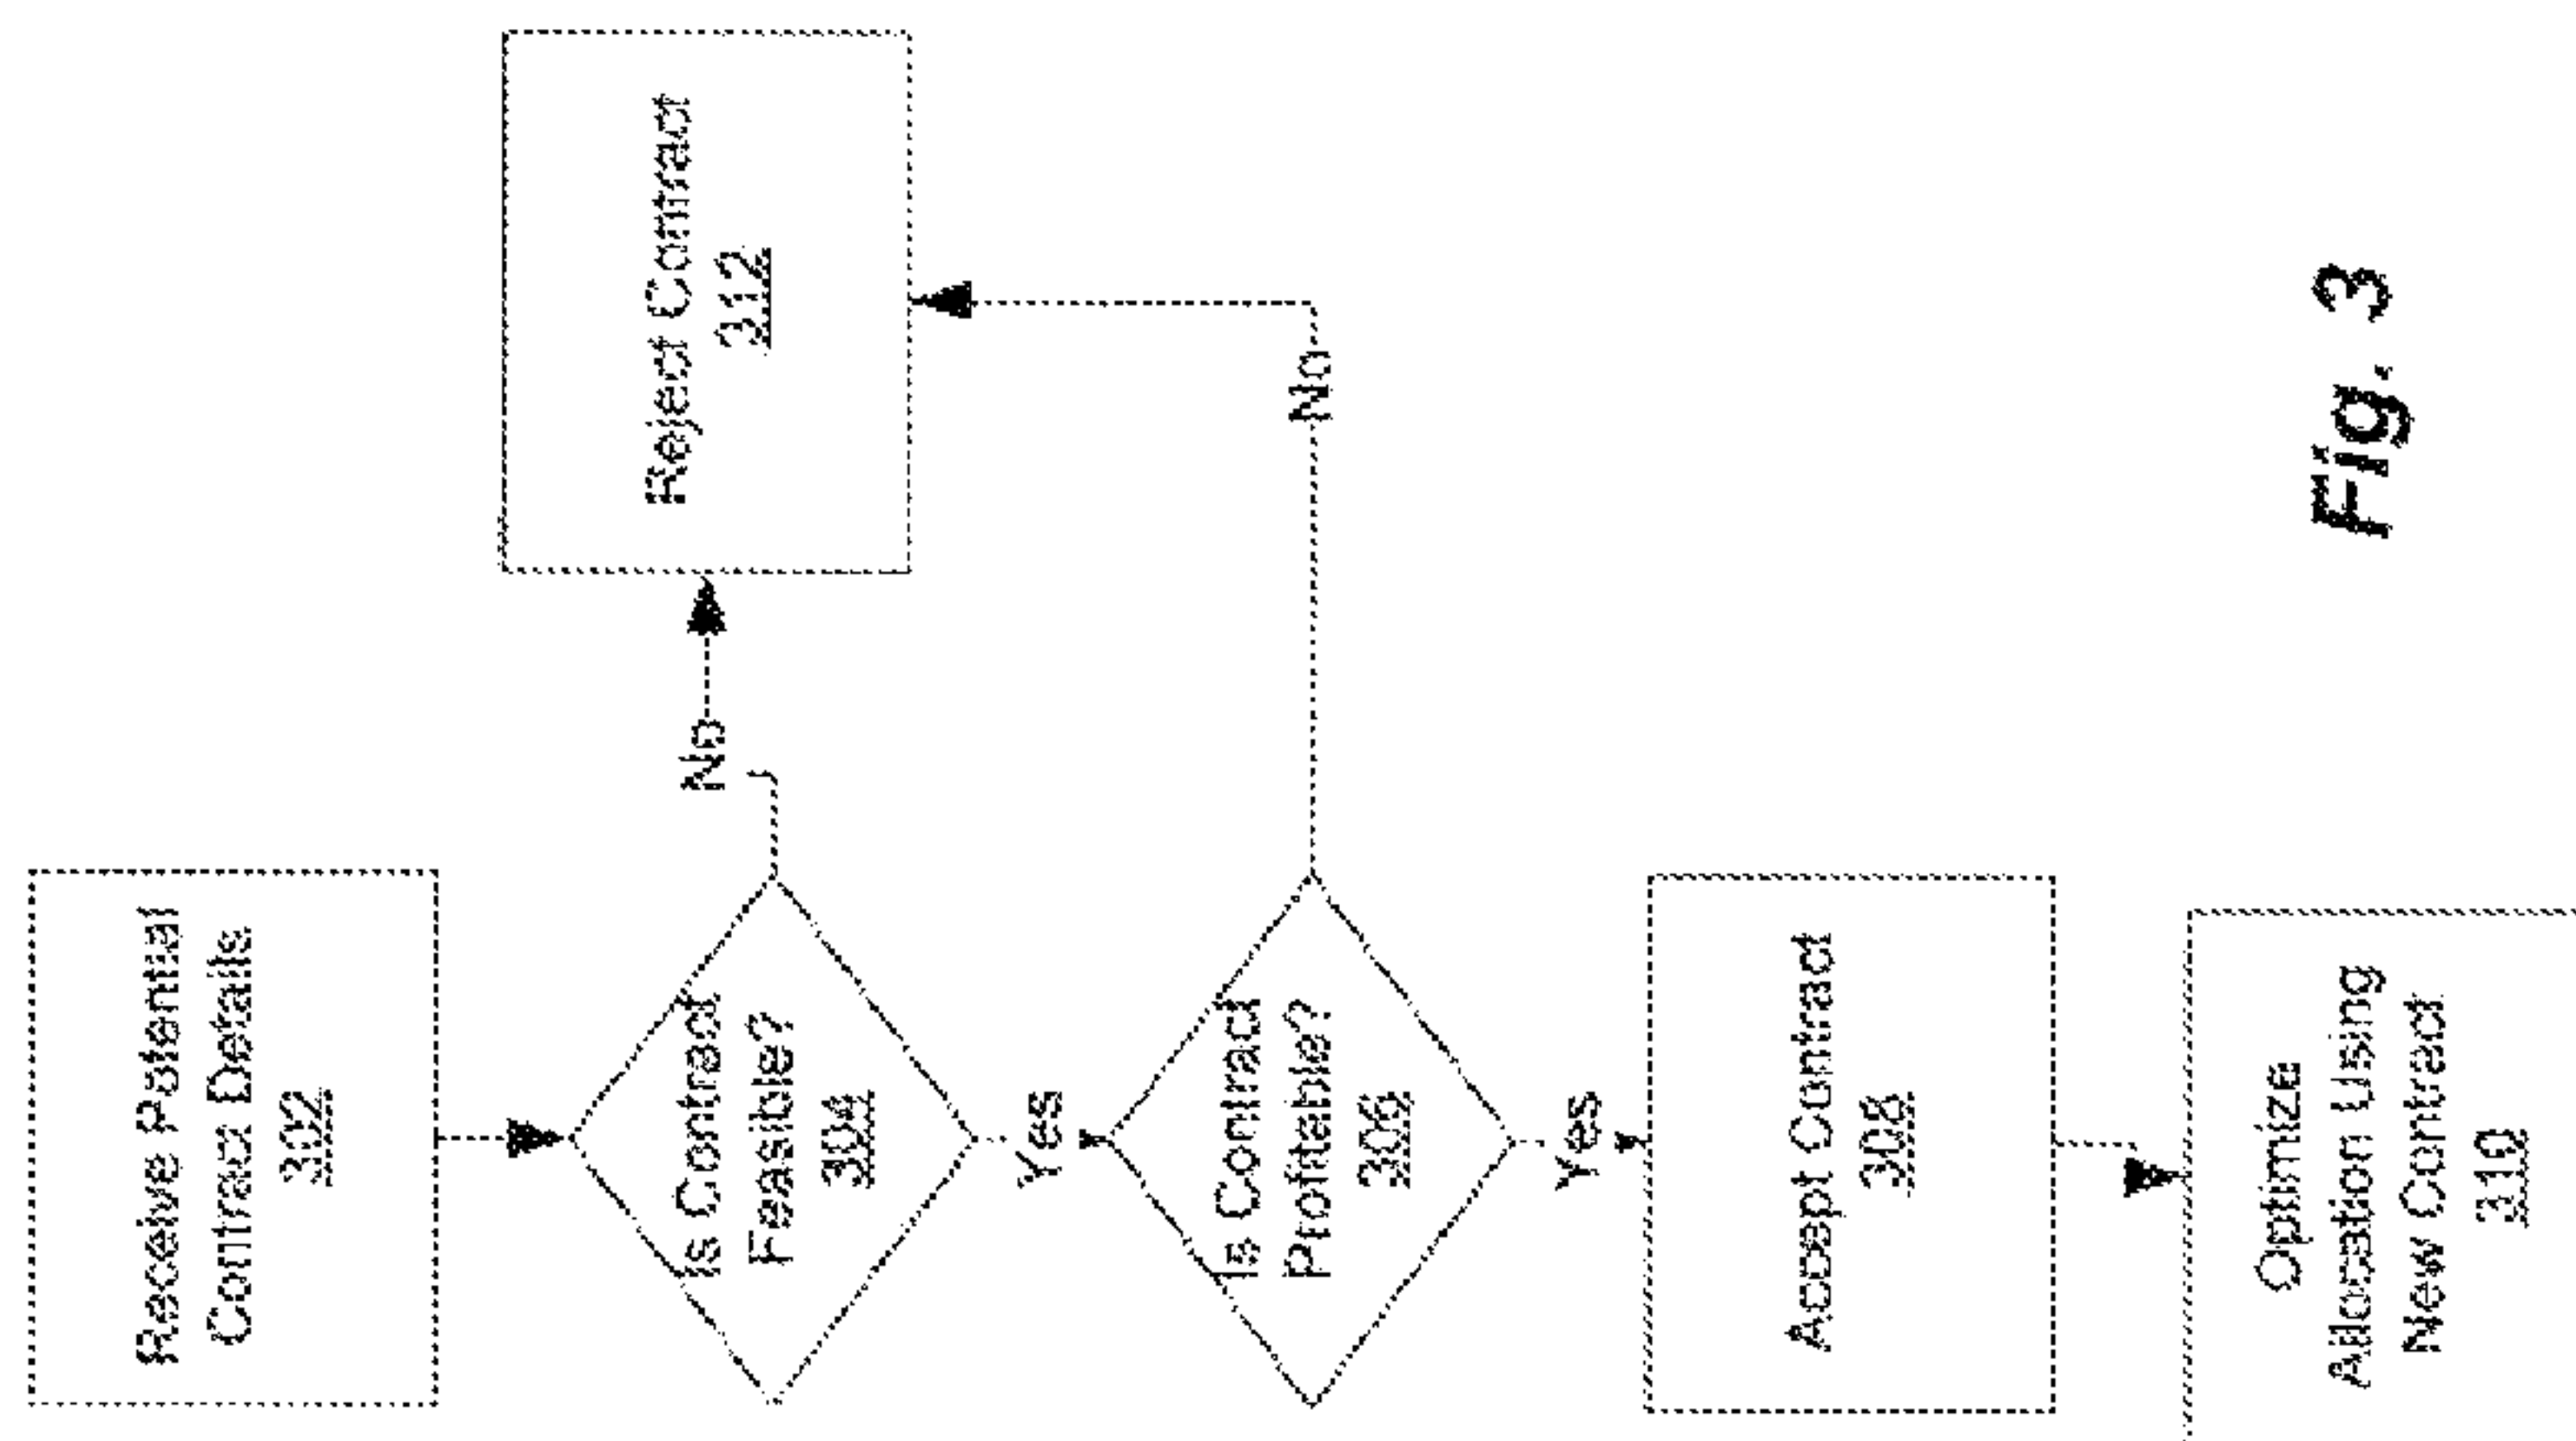 Receive Potential
Contract Details
302
Is Contract
Feasible?
304
No
Reject Contract
312
Yes
Is Contract
Profitable?
306
No
Yes
Accept Contract
308
Optimize
Allocation Using
New Contract
310
Fig. 3